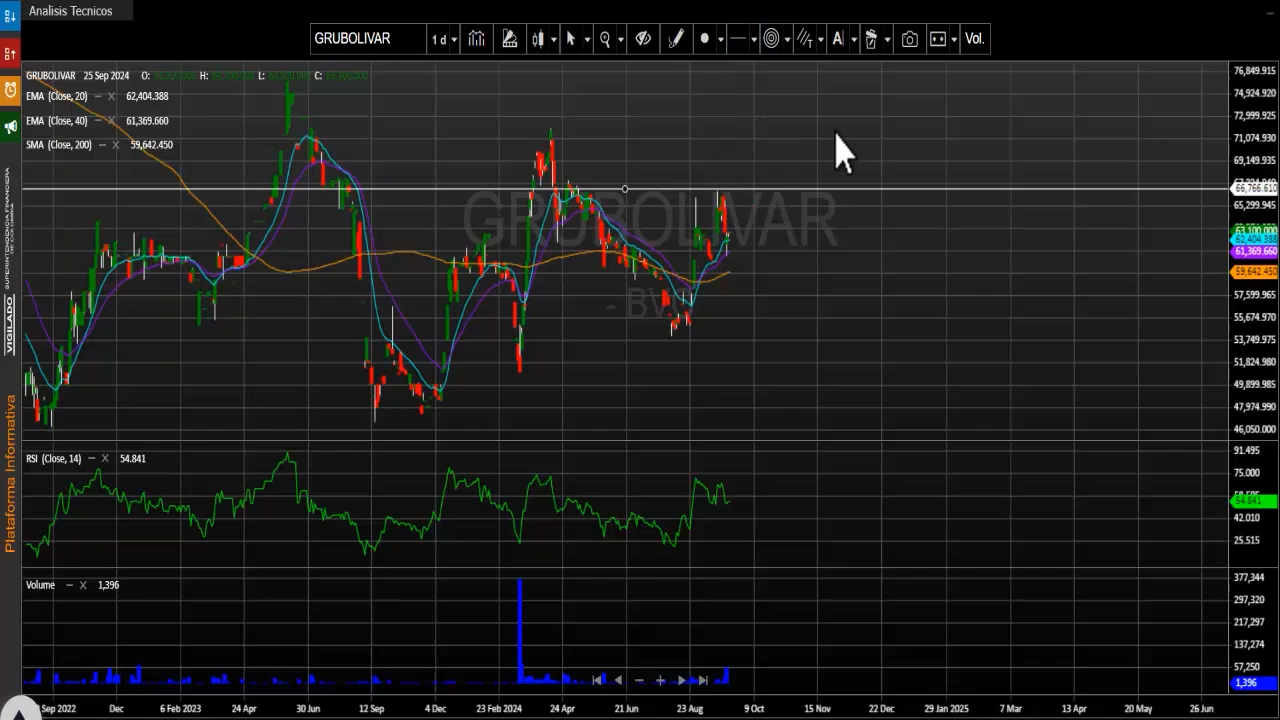 Analisis Tecnicos
GRUBOLIVAR
1 d
A
Vol.
GRUBOLIVAR 25 Sep 2024 O: H: L: C:
EMA (Close, 20) – X 62,404.388
EMA (Close, 40) – X 61,369.660
SMA (Close, 200) – X 59,642.450
GRUBOLIVAR
- BVC
76,849.915
74,924.920
72,999.925
71,074.930
69,149.935
66,766.610
65,299.945
63,100.000
62,404.388
61,369.660
59,642.450
57,599.965
55,674.970
53,749.975
51,824.980
49,899.985
47,974.990
46,050.000
RSI (Close, 14) – X 54.841
91.495
75.000
54.841
42.010
25.515
Volume – X 1,396
377,344
297,320
217,297
137,274
57,250
1,396
Sep 2022
Dec
6 Feb 2023
24 Apr
30 Jun
12 Sep
4 Dec
23 Feb 2024
24 Apr
21 Jun
23 Aug
9 Oct
15 Nov
22 Dec
29 Jan 2025
7 Mar
13 Apr
20 May
26 Jun
VIGILADO
SUPERINTENDENCIA FINANCIERA
DE COLOMBIA
Plataforma Informativa